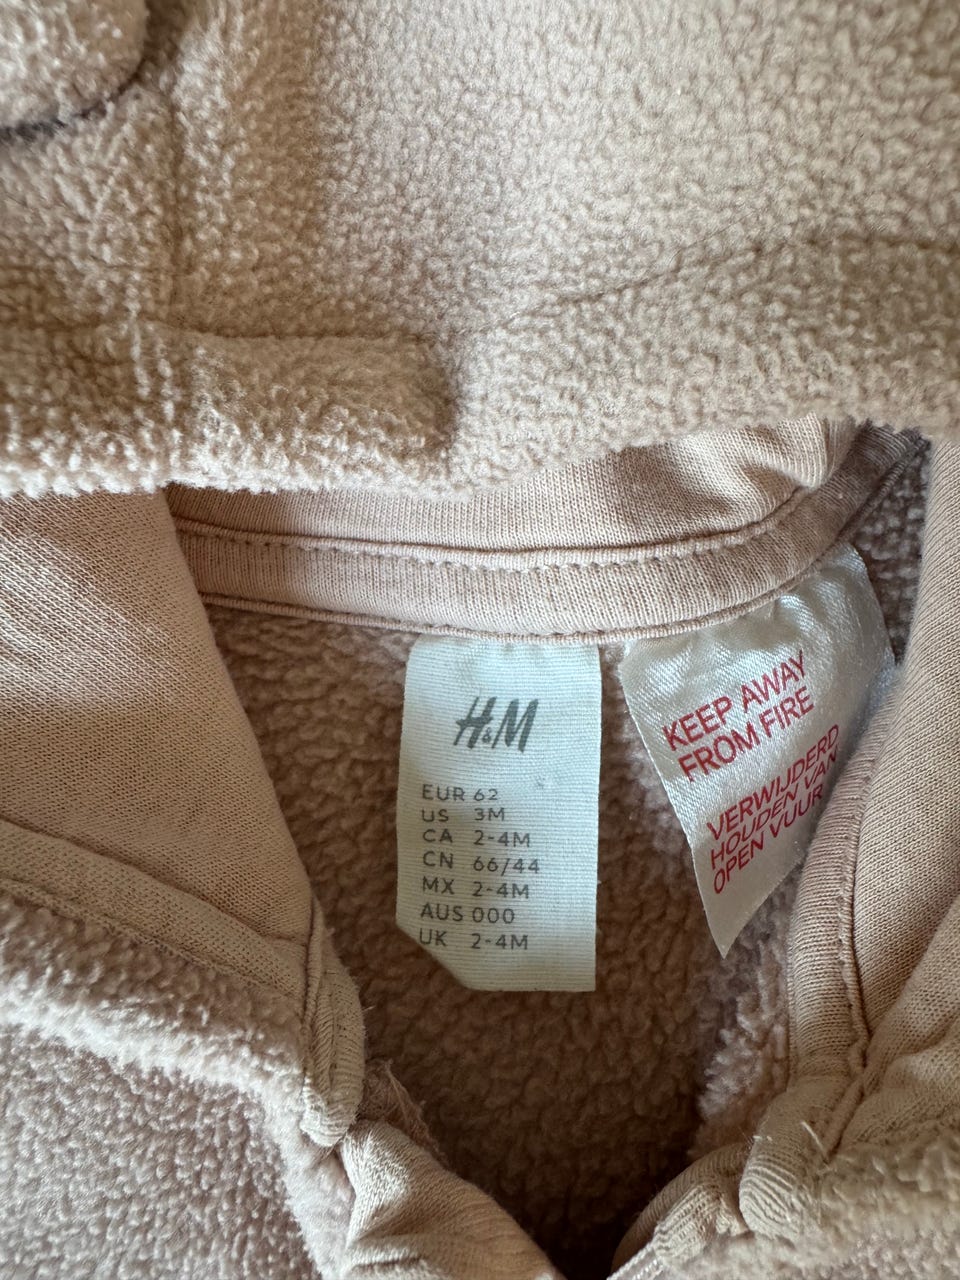 H&M
EUR 62
US 3M
CA 2-4M
CN 66/44
MX 2-4M
AUS 000
UK 2-4M
KEEP AWAY
FROM FIRE
VERWIJDERD
HOUDEN VAN
OPEN VUUR